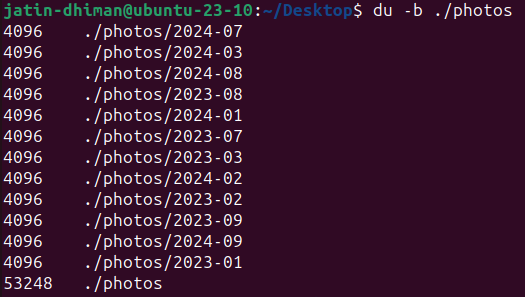 jatin-dhiman@ubuntu-23-10:~/Desktop$ du -b ./photos
4096    ./photos/2024-07
4096    ./photos/2024-03
4096    ./photos/2024-08
4096    ./photos/2023-08
4096    ./photos/2024-01
4096    ./photos/2023-07
4096    ./photos/2023-03
4096    ./photos/2024-02
4096    ./photos/2023-02
4096    ./photos/2023-09
4096    ./photos/2024-09
4096    ./photos/2023-01
53248   ./photos